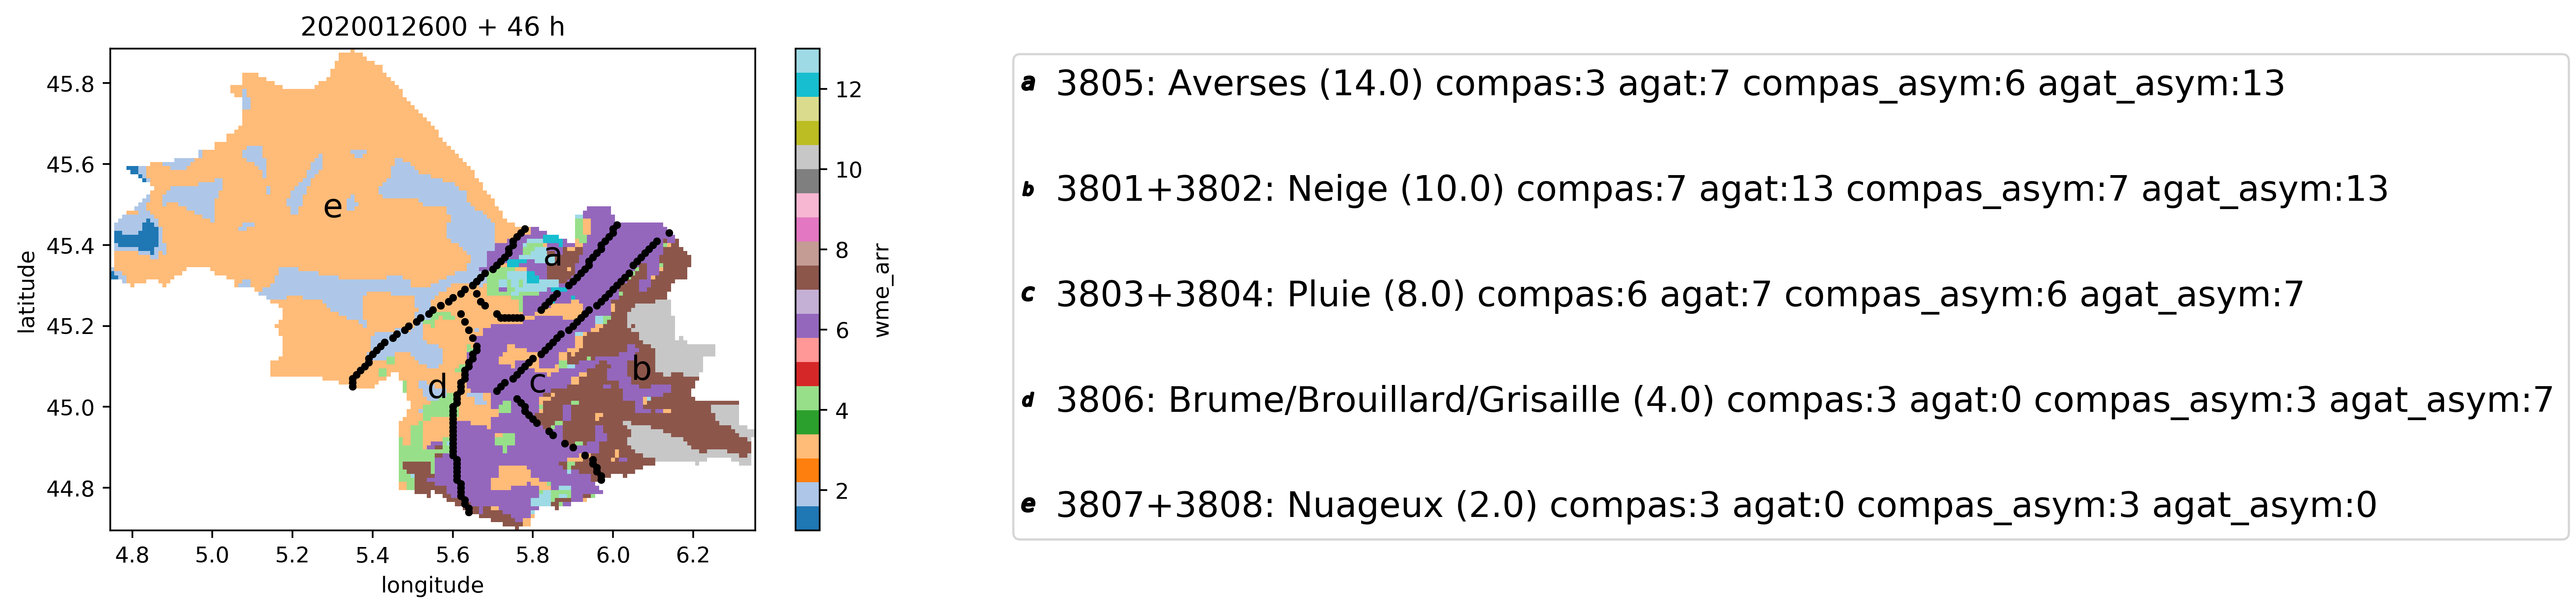 2020012600 + 46 h
45.8
45.6
45.4
45.2
45.0
44.8
latitude
4.8 5.0 5.2 5.4 5.6 5.8 6.0 6.2
longitude
e
a
d
c
b
12
10
8
6
4
2
wme_arr
a 3805: Averses (14.0) compas:3 agat:7 compas_asym:6 agat_asym:13
b 3801+3802: Neige (10.0) compas:7 agat:13 compas_asym:7 agat_asym:13
c 3803+3804: Pluie (8.0) compas:6 agat:7 compas_asym:6 agat_asym:7
d 3806: Brume/Brouillard/Grisaille (4.0) compas:3 agat:0 compas_asym:3 agat_asym:7
e 3807+3808: Nuageux (2.0) compas:3 agat:0 compas_asym:3 agat_asym:0